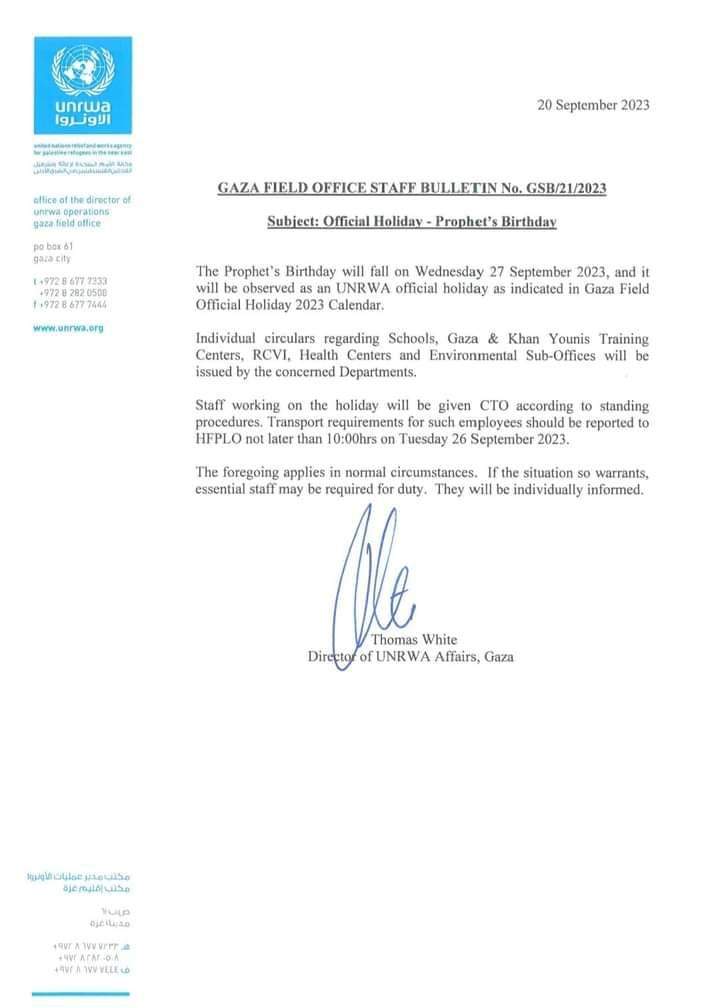 unrwa
الأونروا
united nations relief and works agency
for palestine refugees in the near east
وكالة الأمم المتحدة لإغاثة وتشغيل
اللاجئين الفلسطينيين في الشرق الأدنى
office of the director of
unrwa operations
gaza field office
po box 61
gaza city
t +972 8 677 7333
+972 8 282 0508
f +972 8 677 7444
www.unrwa.org
20 September 2023
GAZA FIELD OFFICE STAFF BULLETIN No. GSB/21/2023
Subject: Official Holiday - Prophet's Birthday
The Prophet's Birthday will fall on Wednesday 27 September 2023, and it
will be observed as an UNRWA official holiday as indicated in Gaza Field
Official Holiday 2023 Calendar.
Individual circulars regarding Schools, Gaza & Khan Younis Training
Centers, RCVI, Health Centers and Environmental Sub-Offices will be
issued by the concerned Departments.
Staff working on the holiday will be given CTO according to standing
procedures. Transport requirements for such employees should be reported to
HFPLO not later than 10:00hrs on Tuesday 26 September 2023.
The foregoing applies in normal circumstances. If the situation so warrants,
essential staff may be required for duty. They will be individually informed.
Thomas White
Director of UNRWA Affairs, Gaza
مكتب مدير عمليات الأونروا
مكتب إقليم غزة
ص ب ٦١
مدينة غزة
هـ ٧٣٣٣ ٦٧٧ ٨ ٩٧٢+
٠٥٠٨ ٢٨٢ ٨ ٩٧٢+
ف ٧٤٤٤ ٦٧٧ ٨ ٩٧٢+